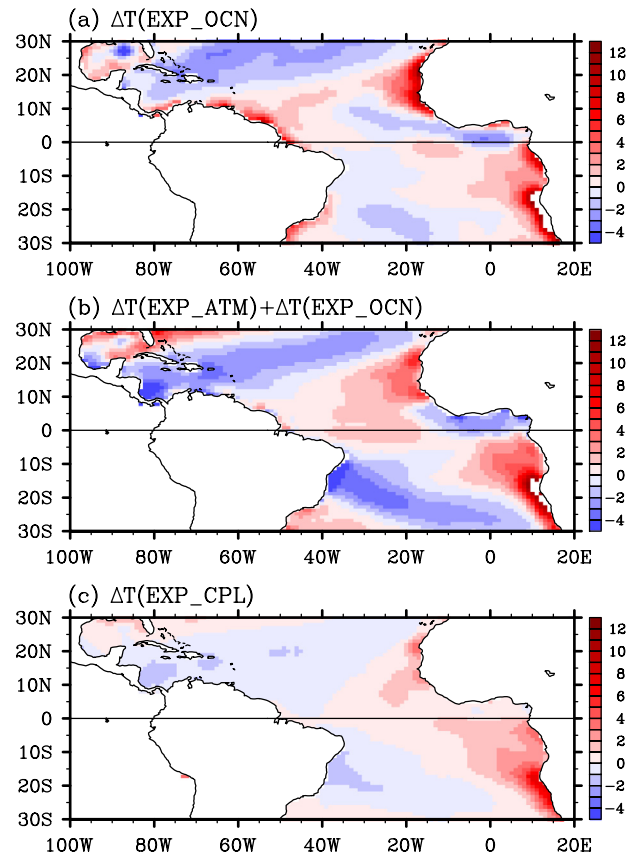 (a) ΔT(EXP_OCN)
30N
20N
10N
0
10S
20S
30S
100W 80W 60W 40W 20W 0 20E
12
10
8
6
4
2
0
−2
−4
(b) ΔT(EXP_ATM)+ΔT(EXP_OCN)
30N
20N
10N
0
10S
20S
30S
100W 80W 60W 40W 20W 0 20E
12
10
8
6
4
2
0
−2
−4
(c) ΔT(EXP_CPL)
30N
20N
10N
0
10S
20S
30S
100W 80W 60W 40W 20W 0 20E
12
10
8
6
4
2
0
−2
−4